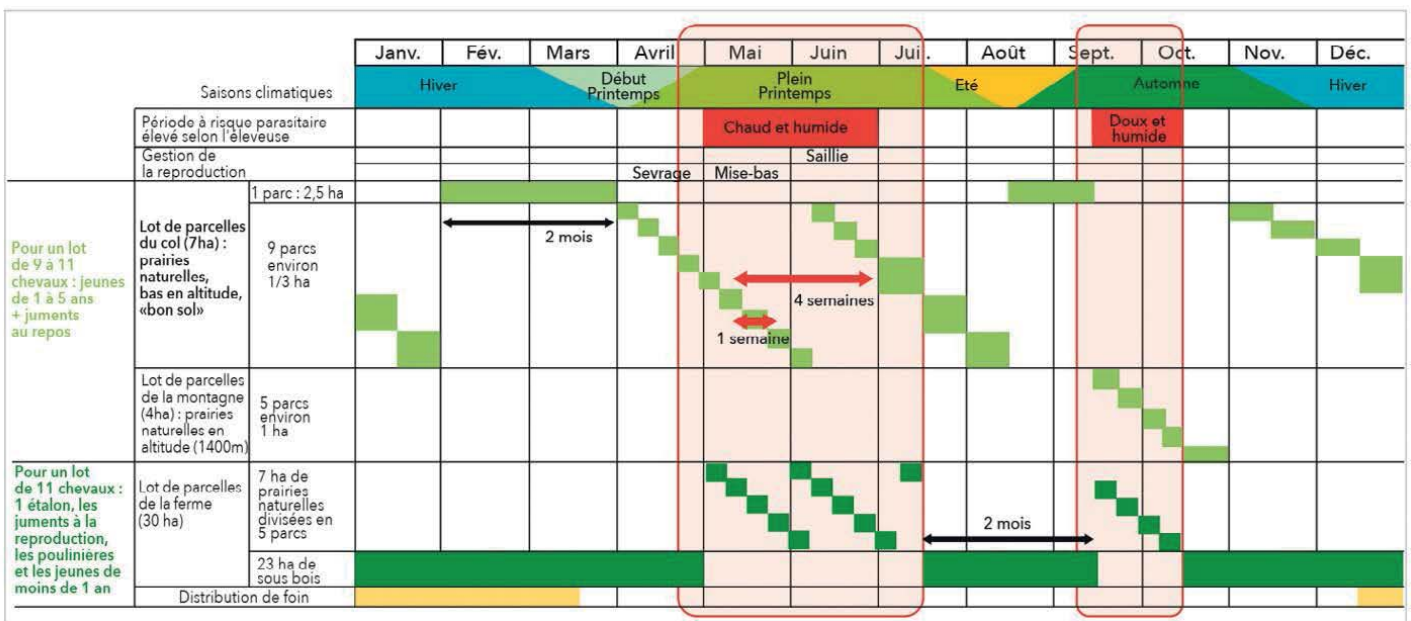 Janv. Fév. Mars Avril Mai Juin Juil. Août Sept. Oct. Nov. Déc.
Saisons climatiques
Hiver
Début
Printemps
Plein
Printemps
Eté
Automne
Hiver
Période à risque parasitaire
élevé selon l'éleveuse
Chaud et humide
Doux et
humide
Gestion de
la reproduction
Saillie
Sevrage
Mise-bas
Pour un lot
de 9 à 11
chevaux : jeunes
de 1 à 5 ans
+ juments
au repos
Lot de parcelles
du col (7ha) :
prairies
naturelles,
bas en altitude,
«bon sol»
1 parc : 2,5 ha
9 parcs
environ
1/3 ha
2 mois
4 semaines
1 semaine
Lot de parcelles
de la montagne
(4ha) : prairies
naturelles en
altitude (1400m)
5 parcs
environ
1 ha
Pour un lot
de 11 chevaux :
1 étalon, les
juments à la
reproduction,
les poulinières
et les jeunes de
moins de 1 an
Lot de parcelles
de la ferme
(30 ha)
7 ha de
prairies
naturelles
divisées en
5 parcs
2 mois
23 ha de
sous bois
Distribution de foin